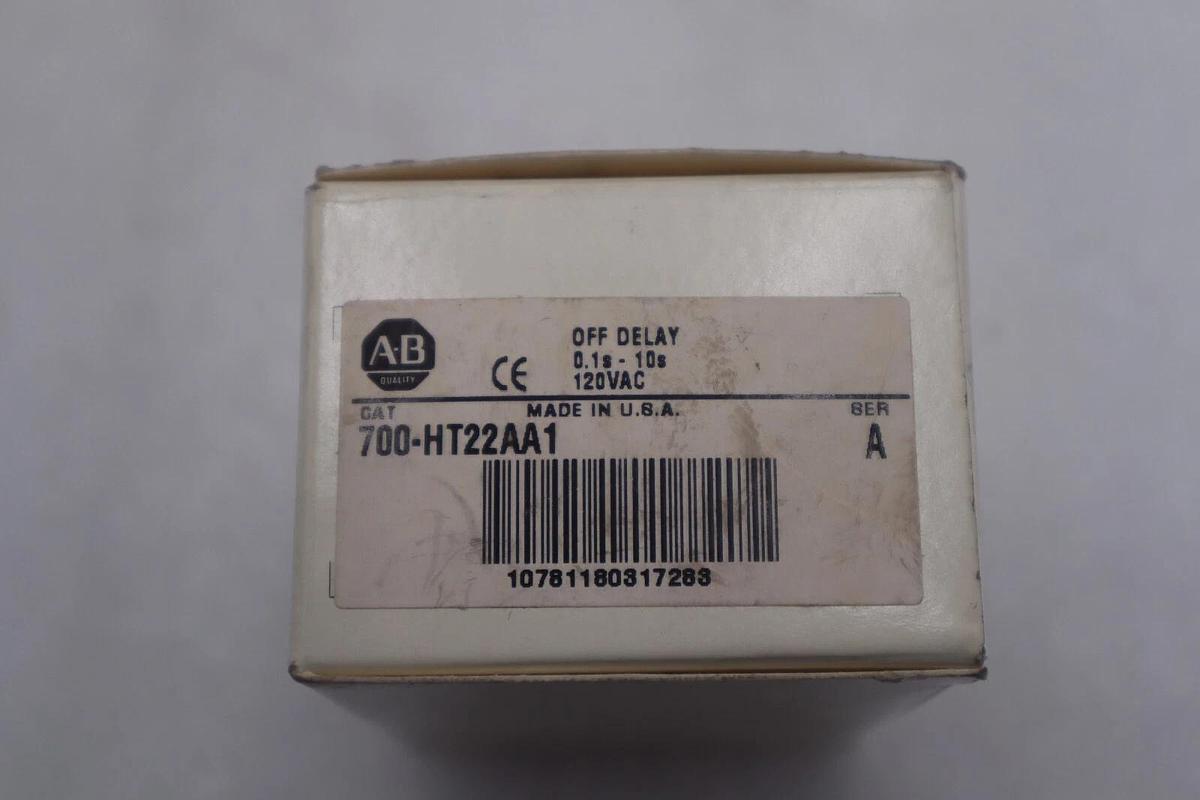 A-B
QUALITY
OFF DELAY
0.1s - 10s
120VAC
CE
MADE IN U.S.A.
CAT
SER
700-HT22AA1
A
10781180317283